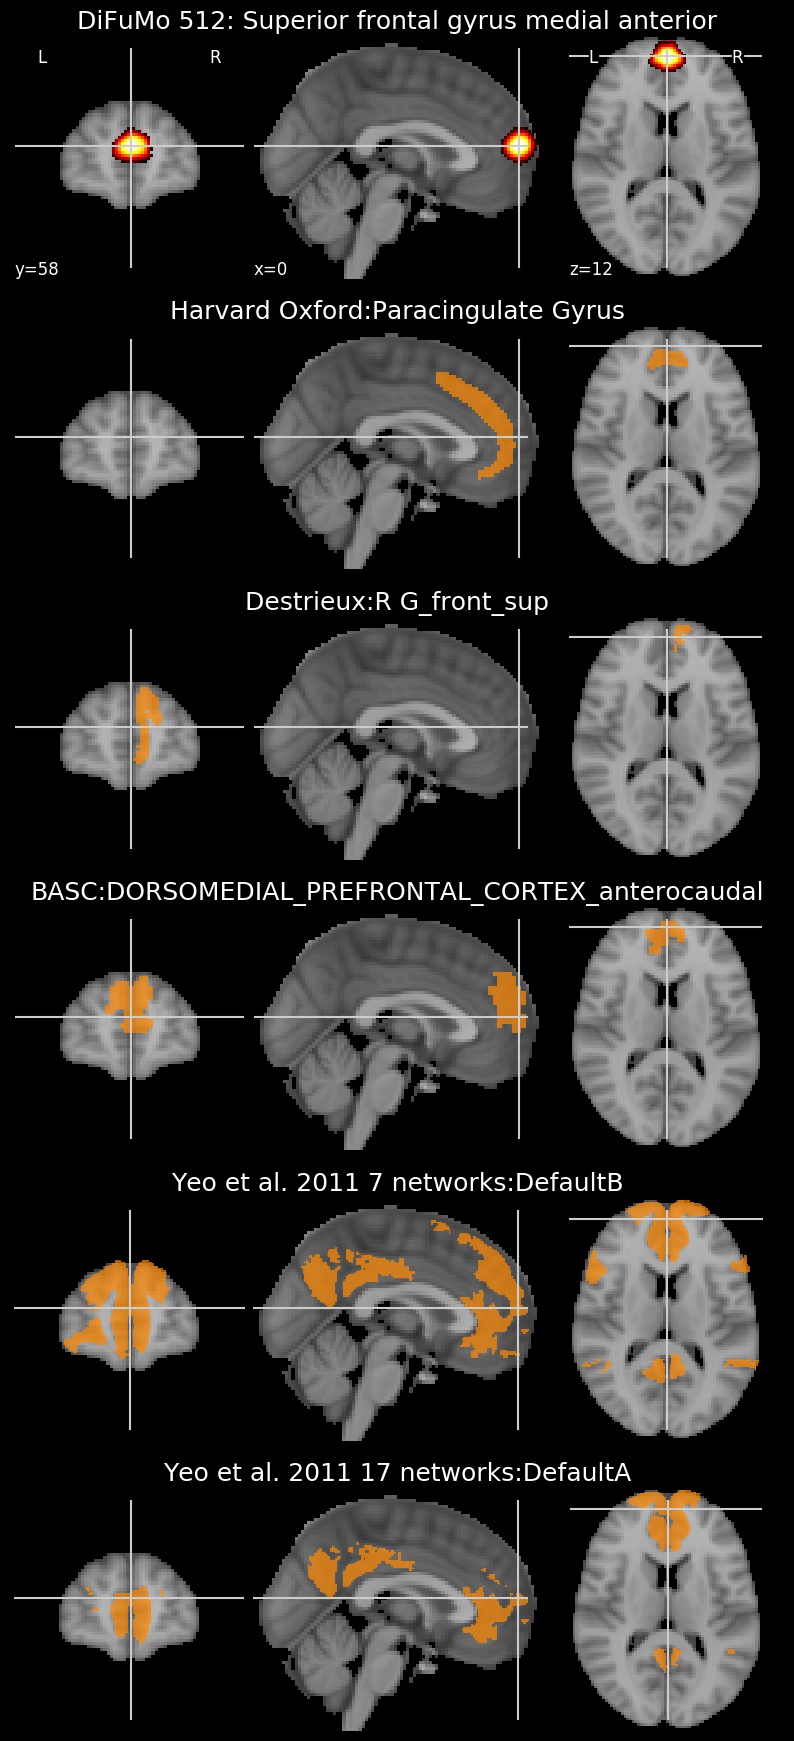 DiFuMo 512: Superior frontal gyrus medial anterior
L R L R
y=58 x=0 z=12
Harvard Oxford:Paracingulate Gyrus
Destrieux:R G_front_sup
BASC:DORSOMEDIAL_PREFRONTAL_CORTEX_anterocaudal
Yeo et al. 2011 7 networks:DefaultB
Yeo et al. 2011 17 networks:DefaultA